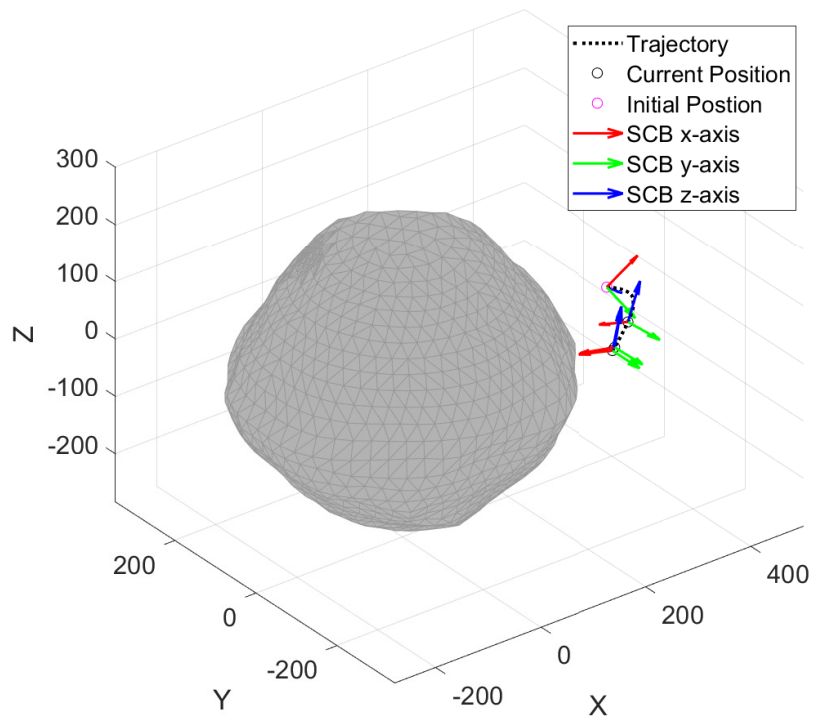 Trajectory
Current Position
Initial Postion
SCB x-axis
SCB y-axis
SCB z-axis
300
200
100
0
-100
-200
Z
200
0
-200
Y
-200
0
200
400
X